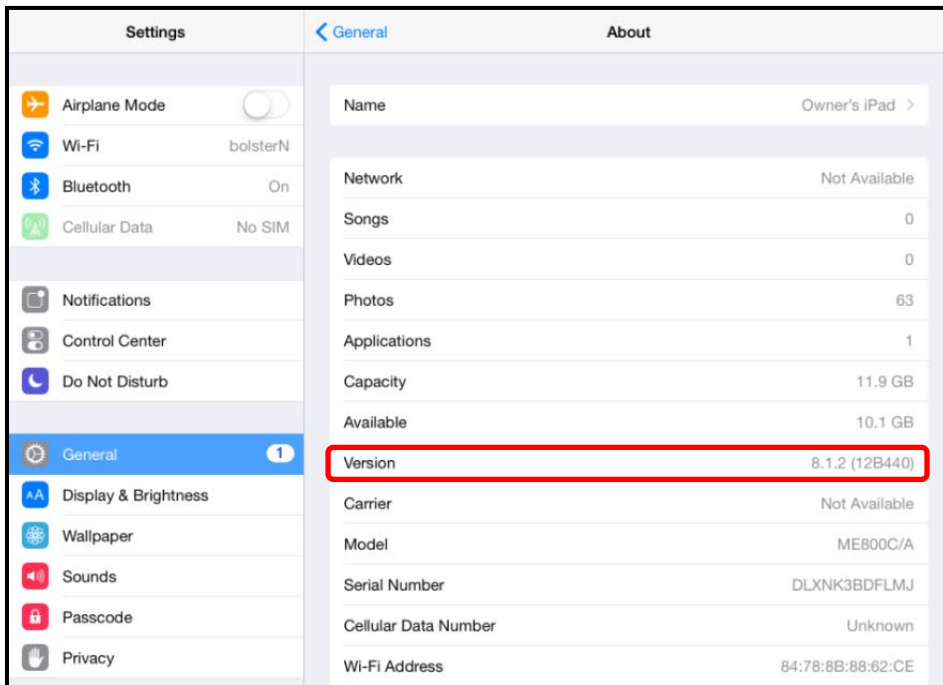 Settings
Airplane Mode
Wi-Fi bolsterN
Bluetooth On
Cellular Data No SIM
Notifications
Control Center
Do Not Disturb
General 1
AA Display & Brightness
Wallpaper
Sounds
Passcode
Privacy
General About
Name Owner's iPad
Network Not Available
Songs 0
Videos 0
Photos 63
Applications 1
Capacity 11.9 GB
Available 10.1 GB
Version 8.1.2 (12B440)
Carrier Not Available
Model ME800C/A
Serial Number DLXNK3BDFLMJ
Cellular Data Number Unknown
Wi-Fi Address 84:78:8B:88:62:CE